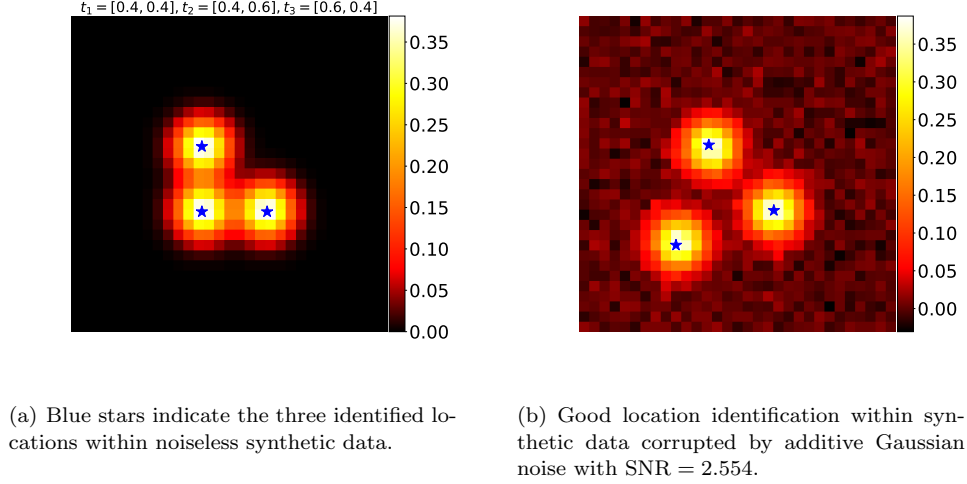 t₁ = [0.4, 0.4], t₂ = [0.4, 0.6], t₃ = [0.6, 0.4]
0.35
0.30
0.25
0.20
0.15
0.10
0.05
0.00
0.35
0.30
0.25
0.20
0.15
0.10
0.05
0.00
(a) Blue stars indicate the three identified lo-
cations within noiseless synthetic data.
(b) Good location identification within syn-
thetic data corrupted by additive Gaussian
noise with SNR = 2.554.